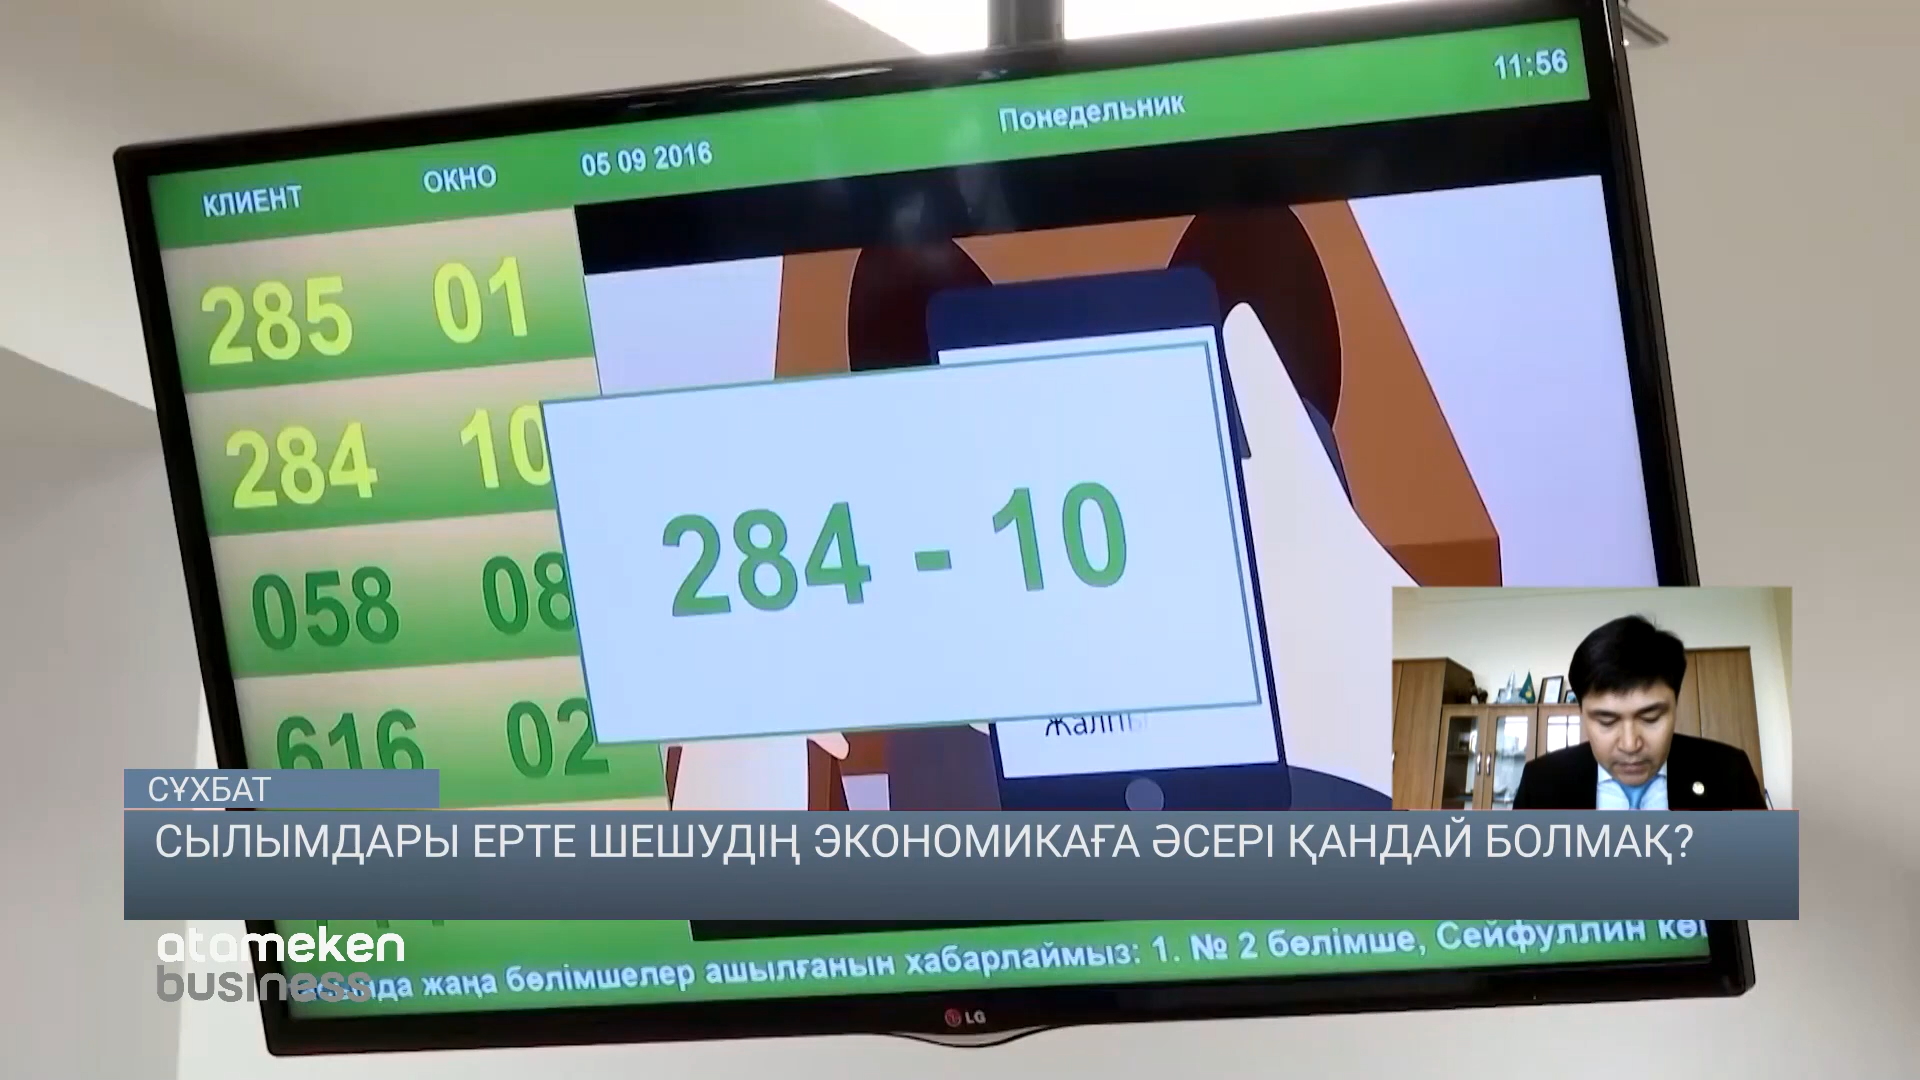 11:56
Понедельник
КЛИЕНТ ОКНО 05 09 2016
285 01
284 10
284 - 10
058 08
616 02
Жалпы
СҰХБАТ
СЫЛЫМДАРЫ ЕРТЕ ШЕШУДІҢ ЭКОНОМИКАҒА ӘСЕРІ ҚАНДАЙ БОЛМАҚ?
atameken
business
жаңа бөлімшелер ашылғанын хабарлаймыз: 1. № 2 бөлімше, Сейфуллин
LG